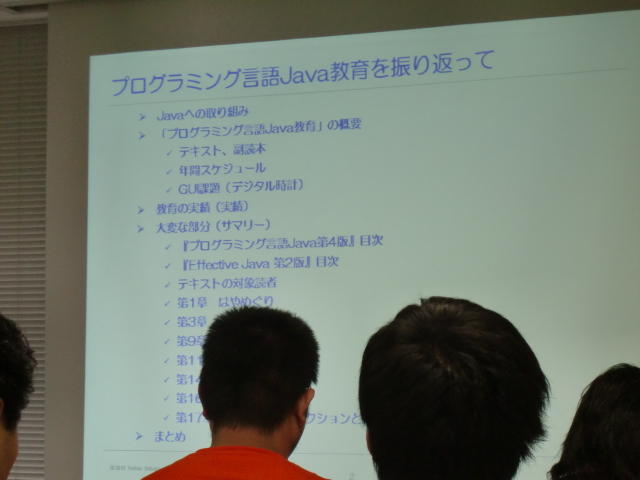 プログラミング言語Java教育を振り返って
➢ Javaへの取り組み
➢ 「プログラミング言語Java教育」の概要
✓ テキスト、副読本
✓ 年間スケジュール
✓ GUI課題（デジタル時計）
➢ 教育の実績（実績）
➢ 大変な部分（サマリー）
✓ 『プログラミング言語Java第4版』目次
✓ 『Effective Java 第2版』目次
✓ テキストの対象読者
✓ 第1章 はやめぐり
✓ 第3章
✓ 第9章
✓ 第1
✓ 第1
✓ 第1
✓ 第17 クションと
➢ まとめ
2